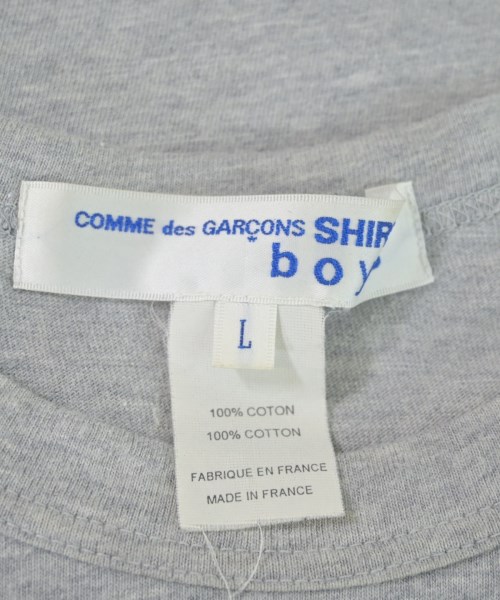 COMME des GARÇONS SHIR
boy
L
100% COTON
100% COTTON
FABRIQUE EN FRANCE
MADE IN FRANCE